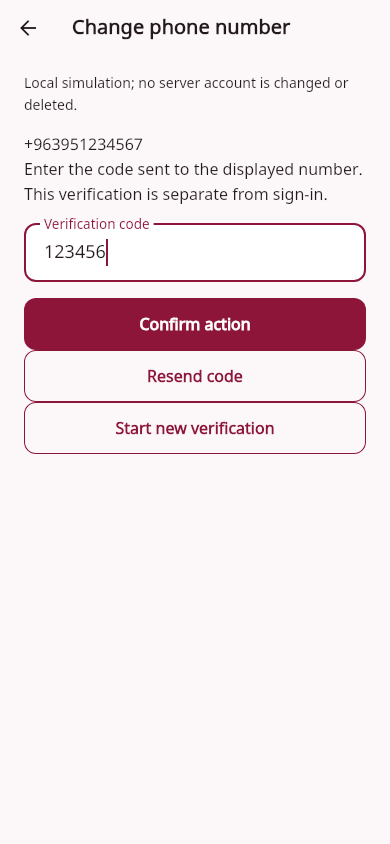 Change phone number
Local simulation; no server account is changed or
deleted.
+963951234567
Enter the code sent to the displayed number.
This verification is separate from sign-in.
Verification code
123456
Confirm action
Resend code
Start new verification